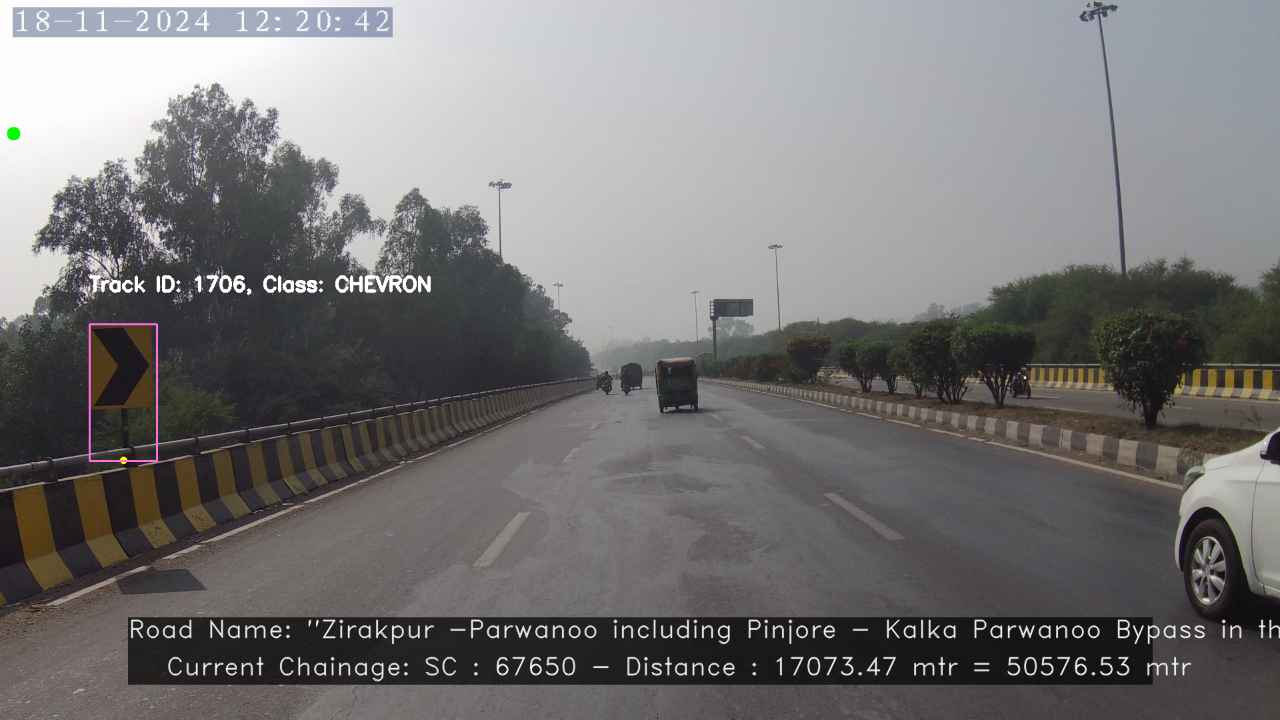 18-11-2024 12:20:42
Track ID: 1706, Class: CHEVRON
Road Name: "Zirakpur -Parwanoo including Pinjore - Kalka Parwanoo Bypass in th
Current Chainage: SC : 67650 - Distance : 17073.47 mtr = 50576.53 mtr